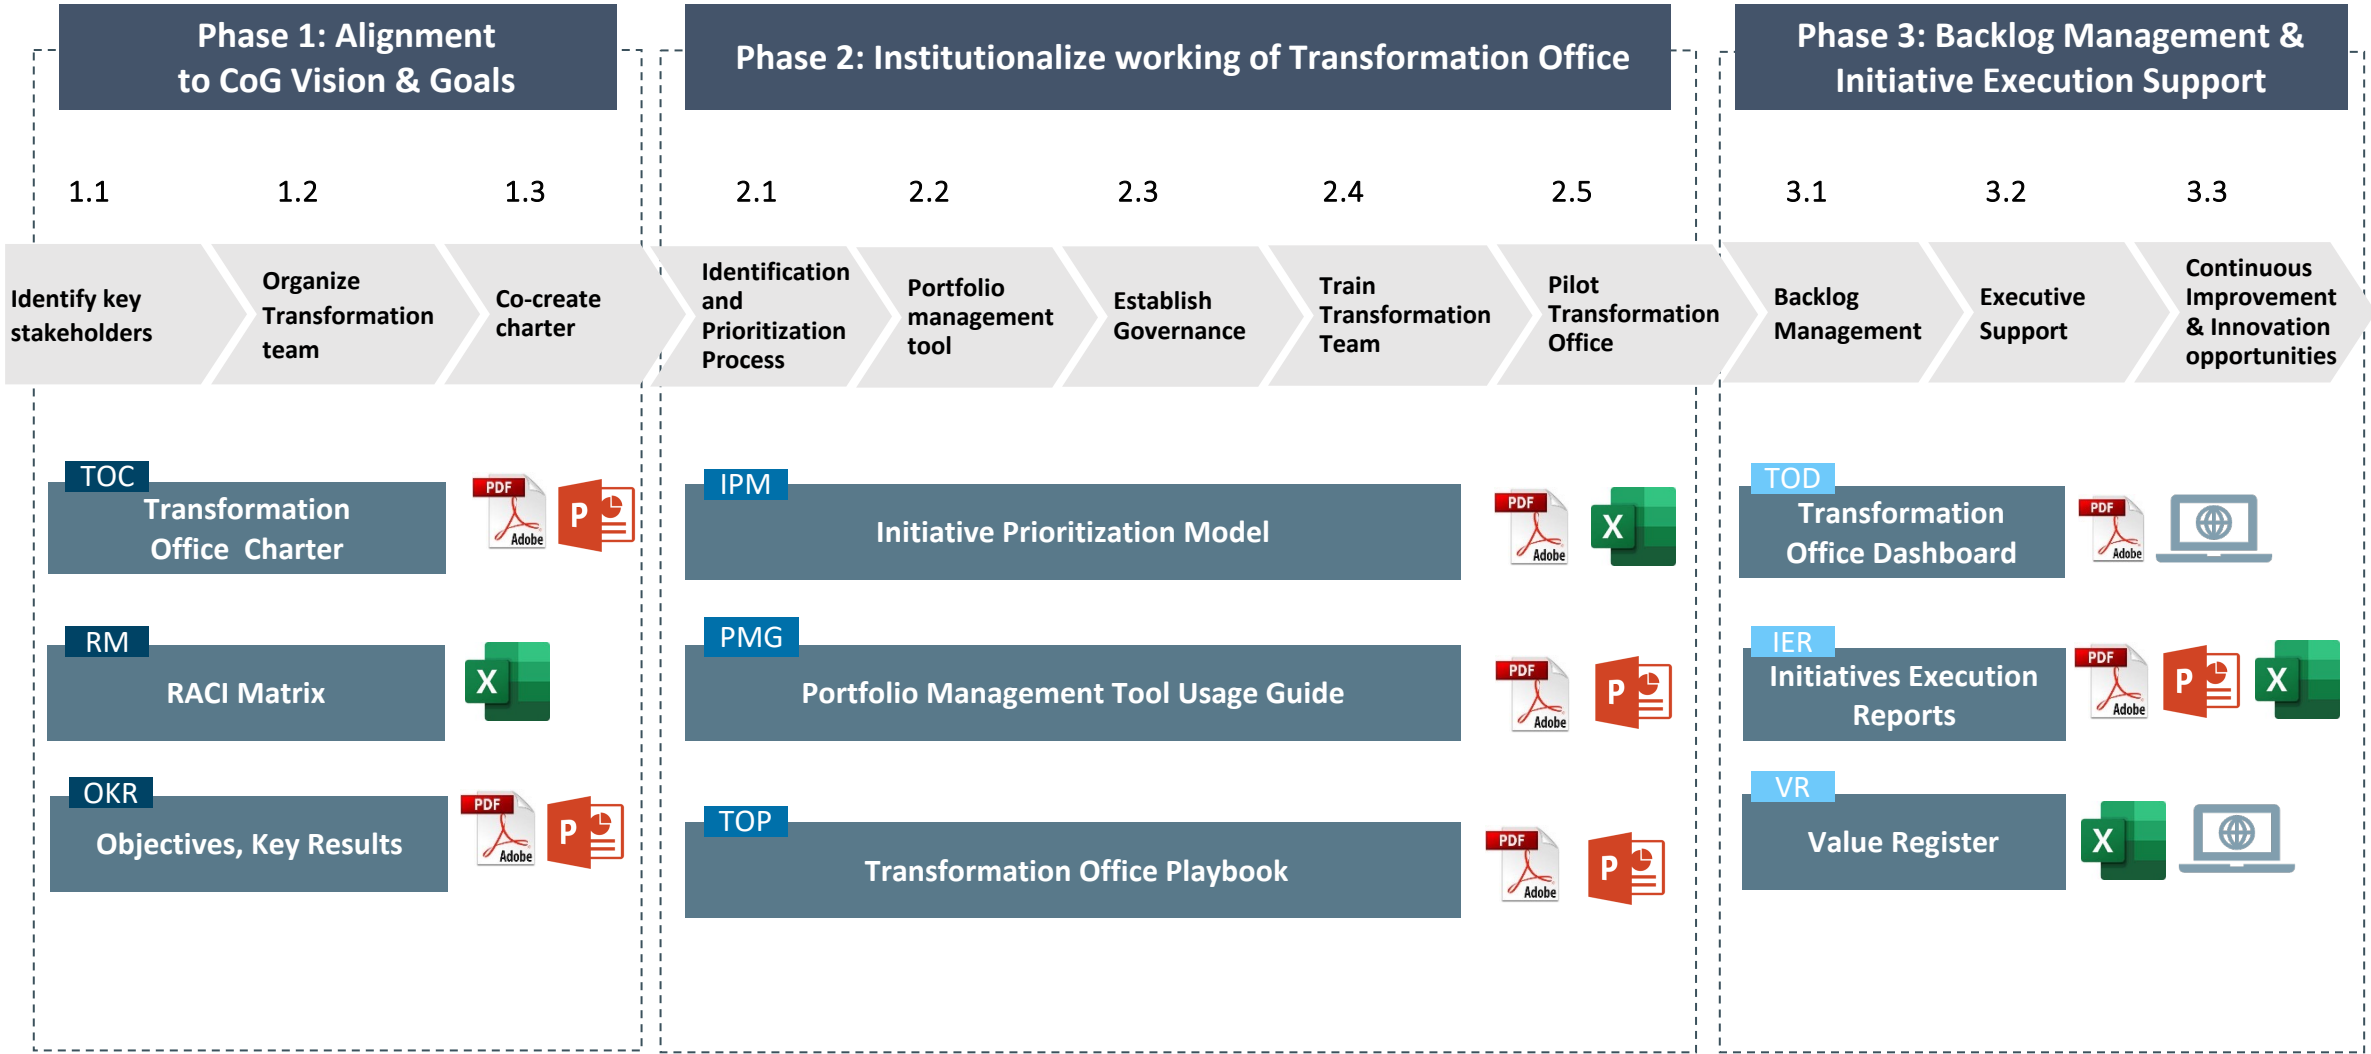 Phase 1: Alignment
to CoG Vision & Goals
Phase 2: Institutionalize working of Transformation Office
Phase 3: Backlog Management &
Initiative Execution Support
1.1
1.2
1.3
2.1
2.2
2.3
2.4
2.5
3.1
3.2
3.3
Identify key
stakeholders
Organize
Transformation
team
Co-create
charter
Identification
and
Prioritization
Process
Portfolio
management
tool
Establish
Governance
Train
Transformation
Team
Pilot
Transformation
Office
Backlog
Management
Executive
Support
Continuous
Improvement
& Innovation
opportunities
TOC
Transformation
Office  Charter
PDF
Adobe
P
RM
RACI Matrix
X
OKR
Objectives, Key Results
PDF
Adobe
P
IPM
Initiative Prioritization Model
PDF
Adobe
X
PMG
Portfolio Management Tool Usage Guide
PDF
Adobe
P
TOP
Transformation Office Playbook
PDF
Adobe
P
TOD
Transformation
Office Dashboard
PDF
Adobe
IER
Initiatives Execution
Reports
PDF
Adobe
P
X
VR
Value Register
X